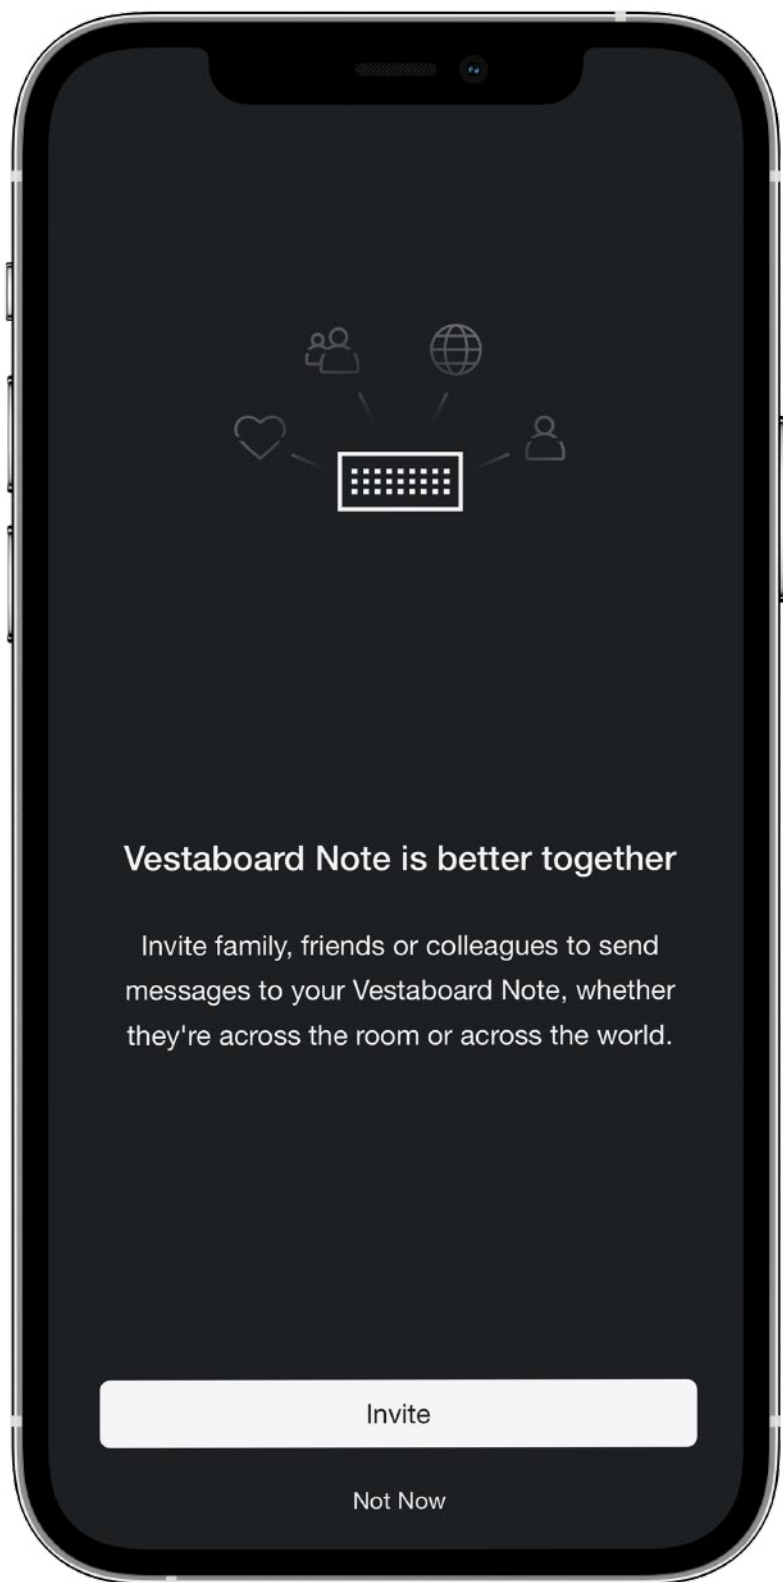 Vestaboard Note is better together
Invite family, friends or colleagues to send
messages to your Vestaboard Note, whether
they're across the room or across the world.
Invite
Not Now